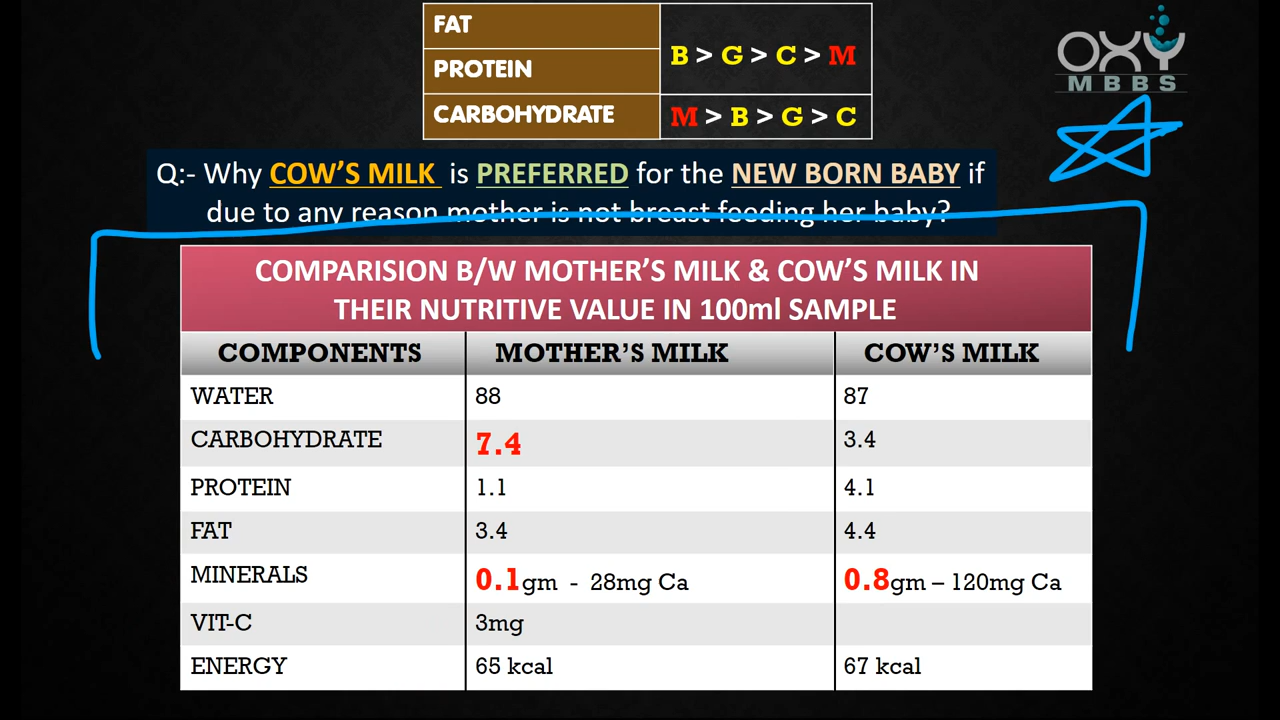 FAT
B > G > C > M
PROTEIN
CARBOHYDRATE M > B > G > C
OXY
MBBS
Q:- Why COW'S MILK is PREFERRED for the NEW BORN BABY if
due to any reason mother is not breast feeding her baby?
COMPARISION B/W MOTHER'S MILK & COW'S MILK IN
THEIR NUTRITIVE VALUE IN 100ml SAMPLE
COMPONENTS MOTHER'S MILK COW'S MILK
WATER 88 87
CARBOHYDRATE 7.4 3.4
PROTEIN 1.1 4.1
FAT 3.4 4.4
MINERALS 0.1gm - 28mg Ca 0.8gm – 120mg Ca
VIT-C 3mg
ENERGY 65 kcal 67 kcal